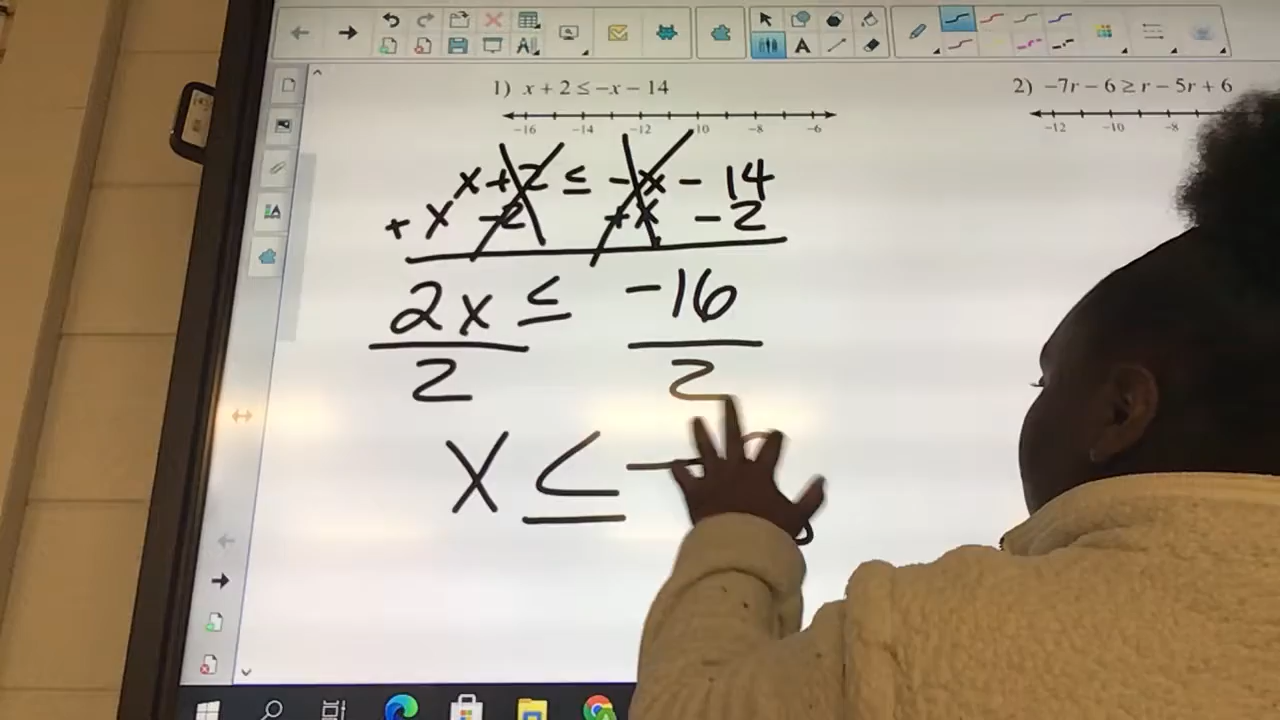 1) x + 2 ≤ −x − 14
-16 -14 -12 -10 -8 -6
x + 2 ≤ - x - 14
+ x - 2 + x - 2
2x ≤ -16
2 2
x ≤ -
2) −7r − 6 ≥ r − 5r + 6
-12 -10 -8